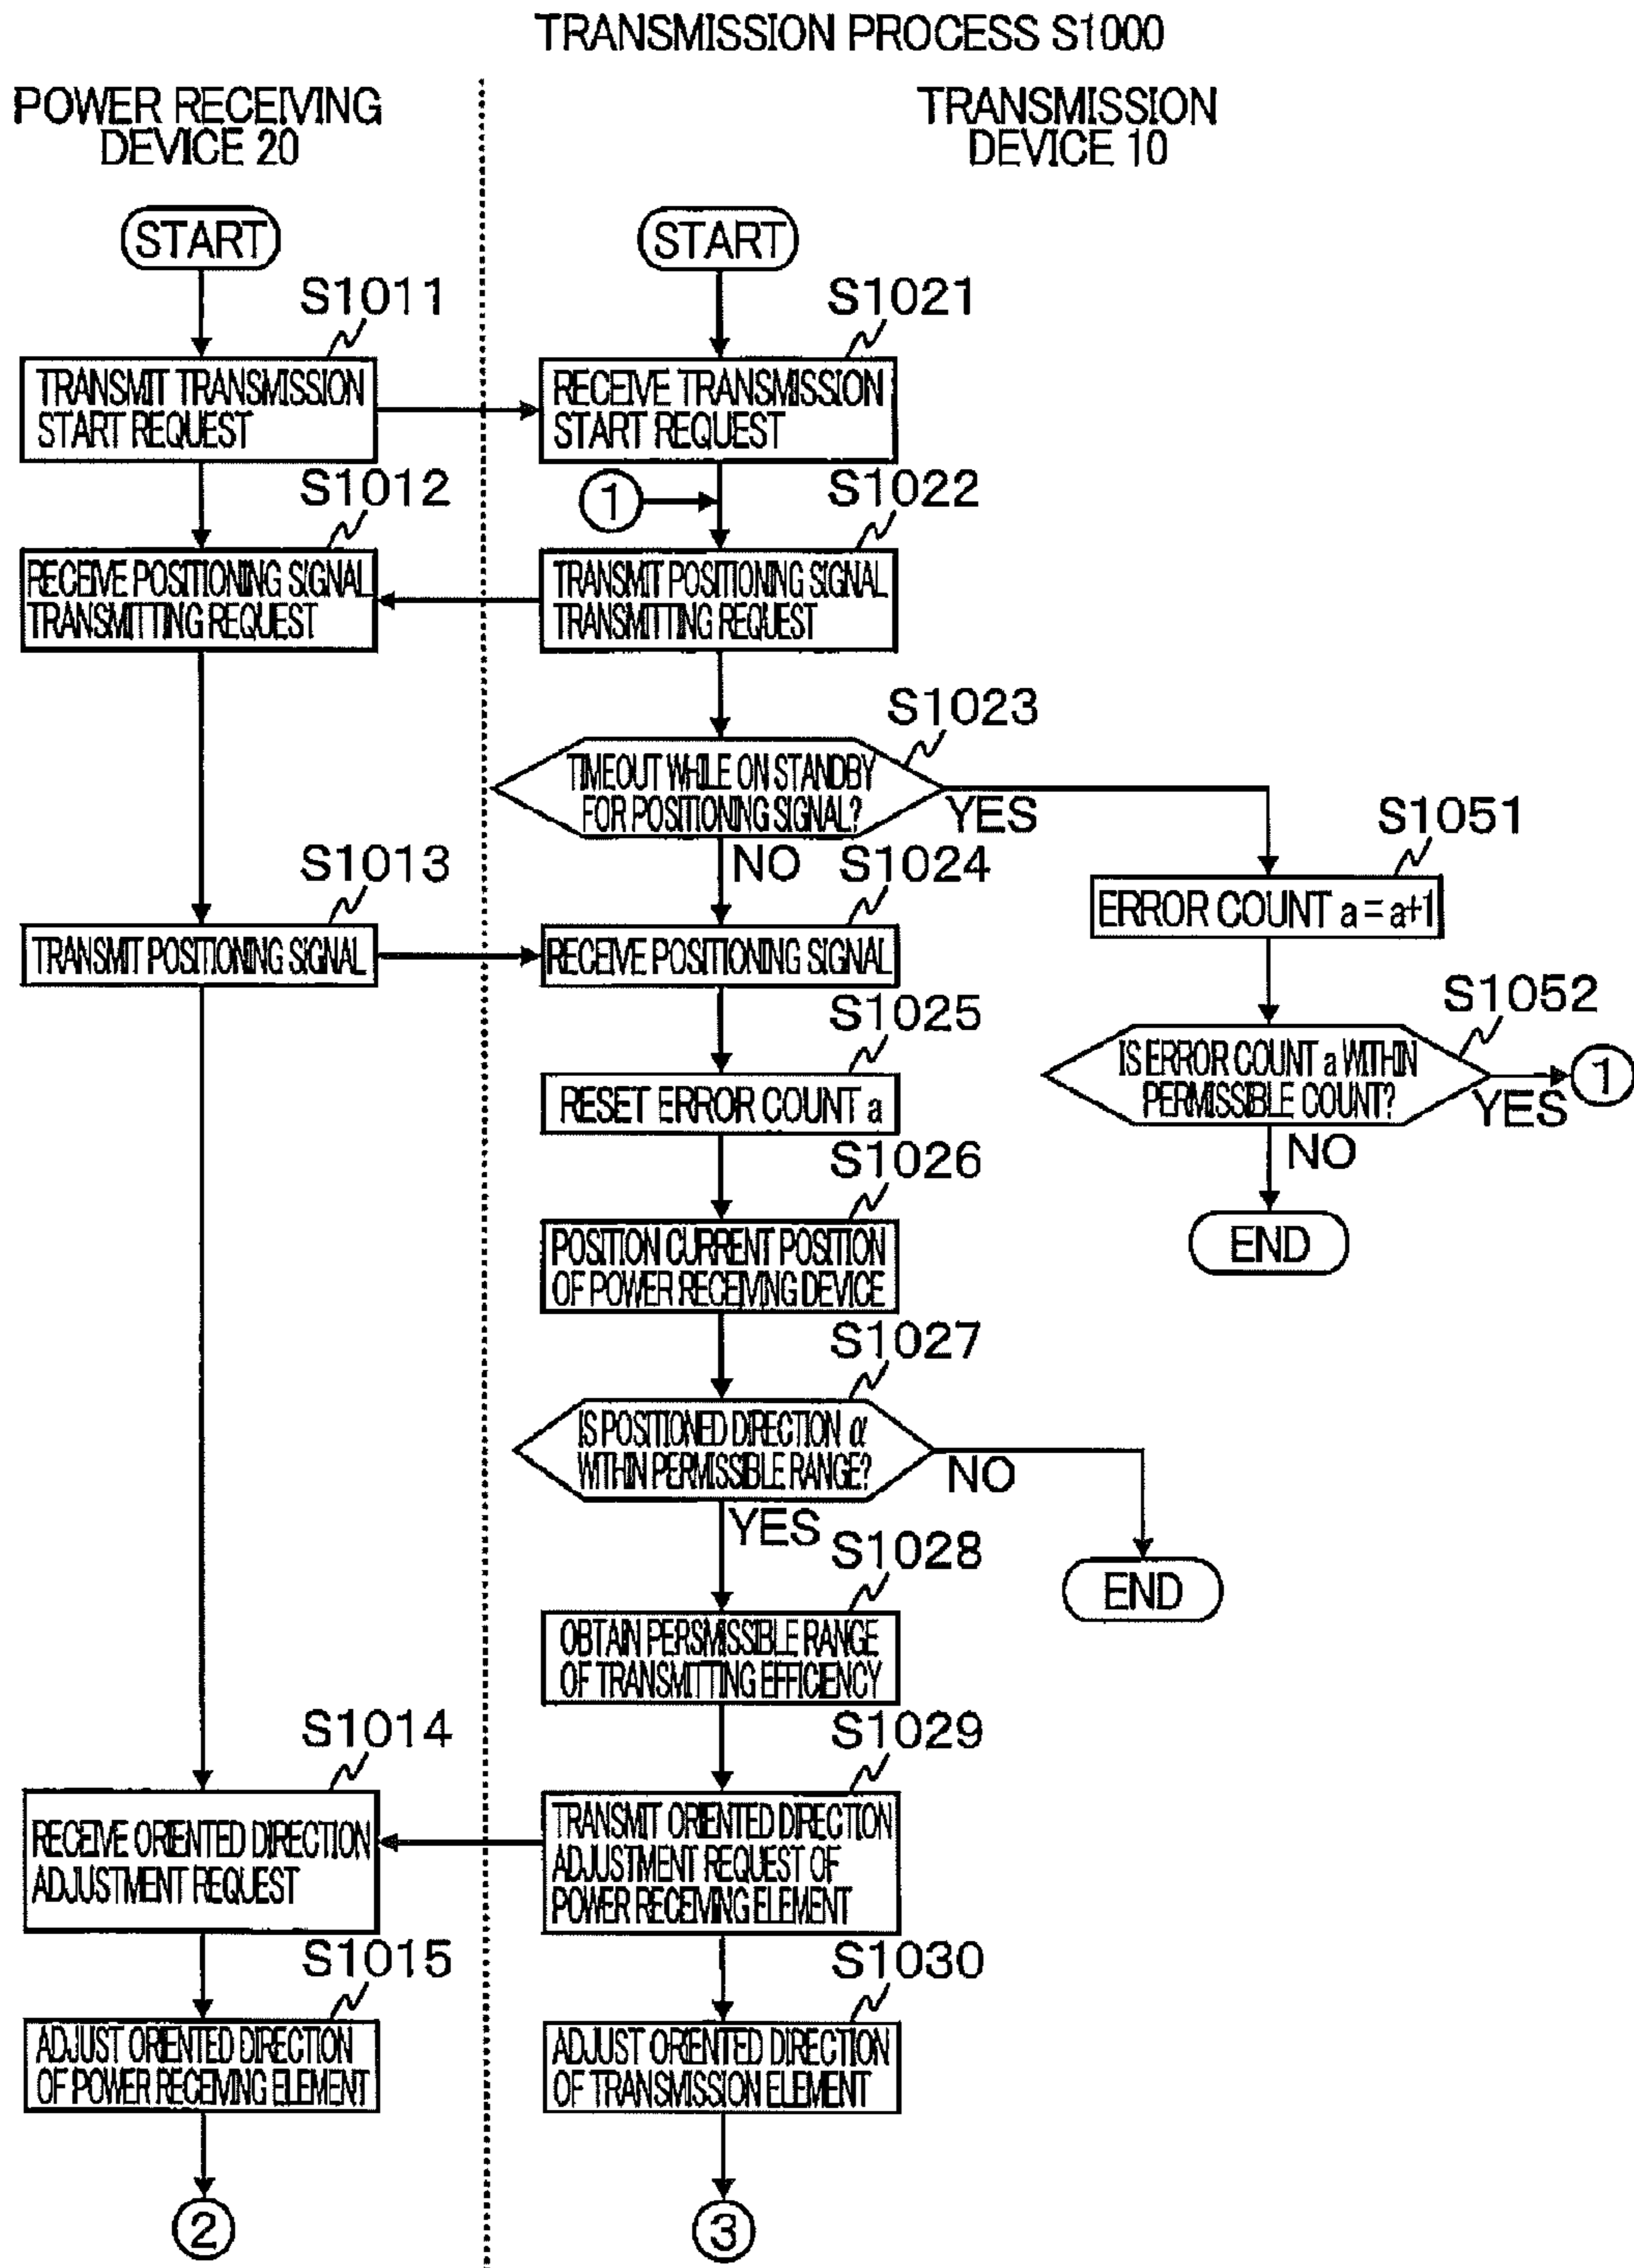 TRANSMISSION PROCESS S1000
POWER RECEIVING
DEVICE 20
TRANSMISSION
DEVICE 10
START
START
S1011
S1021
TRANSMIT TRANSMISSION
START REQUEST
RECEIVE TRANSMISSION
START REQUEST
S1012
1
S1022
RECEIVE POSITIONING SIGNAL
TRANSMITTING REQUEST
TRANSMIT POSITIONING SIGNAL
TRANSMITTING REQUEST
S1023
TIMEOUT WHILE ON STANDBY
FOR POSITIONING SIGNAL?
YES
NO
S1051
ERROR COUNT a = a+1
S1013
S1024
TRANSMIT POSITIONING SIGNAL
RECEIVE POSITIONING SIGNAL
S1052
IS ERROR COUNT a WITHIN
PERMISSIBLE COUNT?
YES
1
NO
END
S1025
RESET ERROR COUNT a
S1026
POSITION CURRENT POSITION
OF POWER RECEIVING DEVICE
S1027
IS POSITIONED DIRECTION α
WITHIN PERMISSIBLE RANGE?
NO
YES
END
S1028
OBTAIN PERSMISSIBLE RANGE
OF TRANSMITTING EFFICIENCY
S1014
S1029
RECEIVE ORIENTED DIRECTION
ADJUSTMENT REQUEST
TRANSMIT ORIENTED DIRECTION
ADJUSTMENT REQUEST OF
POWER RECEIVING ELEMENT
S1015
S1030
ADJUST ORIENTED DIRECTION
OF POWER RECEIVING ELEMENT
ADJUST ORIENTED DIRECTION
OF TRANSMISSION ELEMENT
2
3